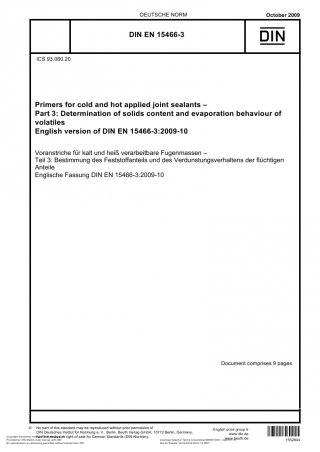 DEUTSCHE NORM
October 2009
DIN EN 15466-3
DIN
ICS 93.080.20
Primers for cold and hot applied joint sealants –
Part 3: Determination of solids content and evaporation behaviour of
volatiles
English version of DIN EN 15466-3:2009-10
Voranstriche für kalt und heiß verarbeitbare Fugenmassen –
Teil 3: Bestimmung des Feststoffanteils und des Verdunstungsverhaltens der flüchtigen
Anteile
Englische Fassung DIN EN 15466-3:2009-10
Document comprises 9 pages
© No part of this standard may be reproduced without prior permission of
DIN Deutsches Institut für Normung e. V., Berlin. Beuth Verlag GmbH, 10772 Berlin, Germany,
right of sale for German Standards (DIN-Normen).
English price group 8
www.din.de
www.beuth.de